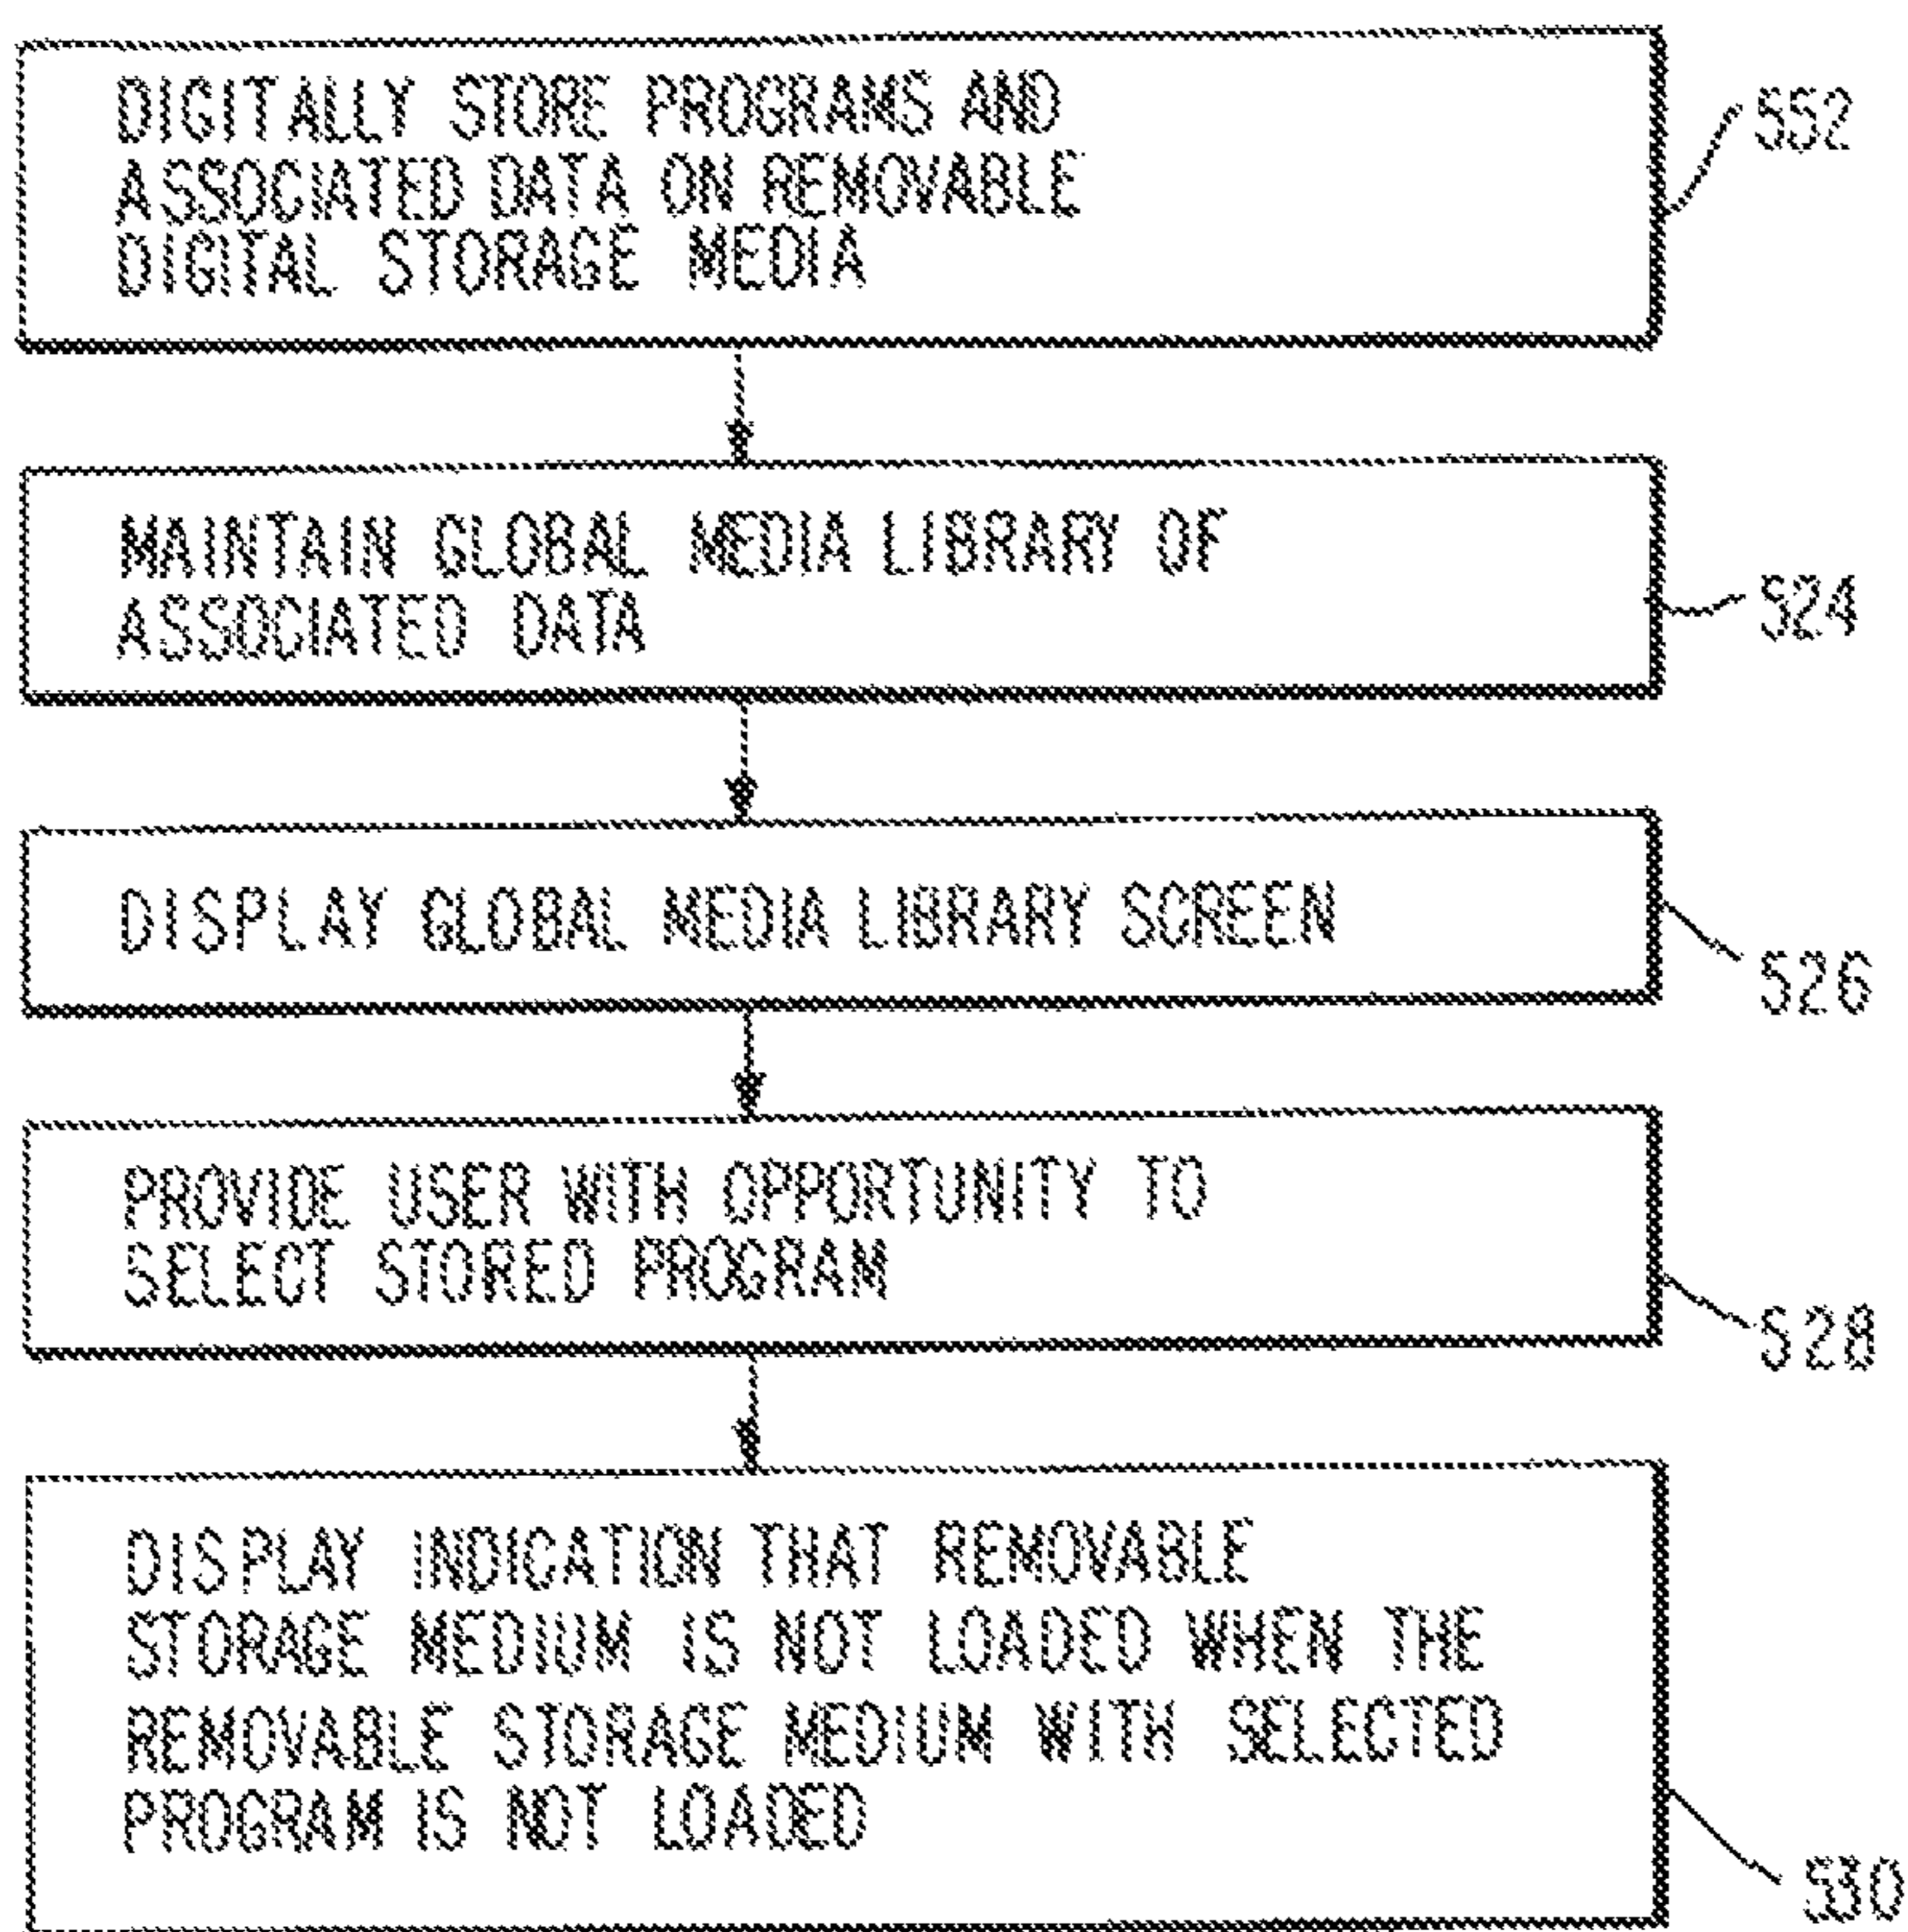 DIGITALLY STORE PROGRAMS AND
ASSOCIATED DATA ON REMOVABLE
DIGITAL STORAGE MEDIA
552
MAINTAIN GLOBAL MEDIA LIBRARY OF
ASSOCIATED DATA
524
DISPLAY GLOBAL MEDIA LIBRARY SCREEN
526
PROVIDE USER WITH OPPORTUNITY TO
SELECT STORED PROGRAM
528
DISPLAY INDICATION THAT REMOVABLE
STORAGE MEDIUM IS NOT LOADED WHEN THE
REMOVABLE STORAGE MEDIUM WITH SELECTED
PROGRAM IS NOT LOADED
530